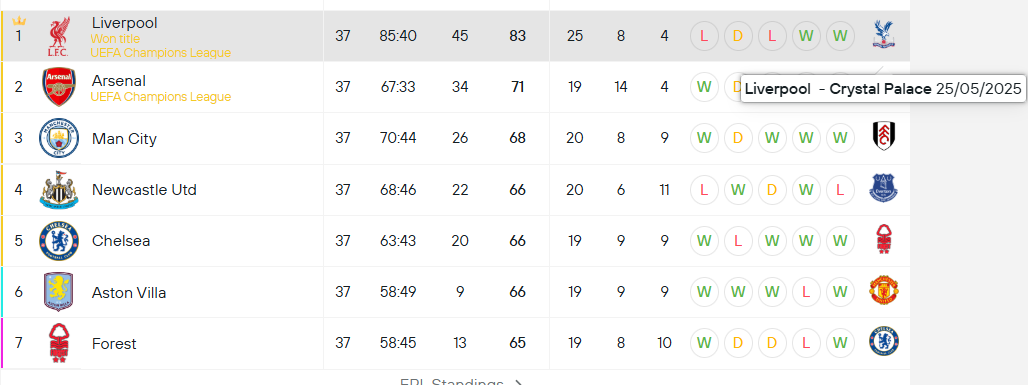 1 Liverpool Won title UEFA Champions League 37 85:40 45 83 25 8 4 L D L W W
2 Arsenal UEFA Champions League 37 67:33 34 71 19 14 4 W D
Liverpool - Crystal Palace 25/05/2025
3 Man City 37 70:44 26 68 20 8 9 W D W W W
4 Newcastle Utd 37 68:46 22 66 20 6 11 L W D W L
5 Chelsea 37 63:43 20 66 19 9 9 W L W W W
6 Aston Villa 37 58:49 9 66 19 9 9 W W W L W
7 Forest 37 58:45 13 65 19 8 10 W D D L W
EPL Standings